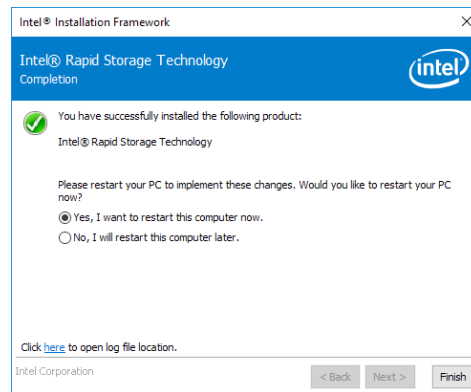 Intel® Installation Framework
Intel® Rapid Storage Technology
Completion
intel
You have successfully installed the following product:
Intel® Rapid Storage Technology
Please restart your PC to implement these changes. Would you like to restart your PC
now?
Yes, I want to restart this computer now.
No, I will restart this computer later.
Click here to open log file location.
Intel Corporation
< Back
Next >
Finish